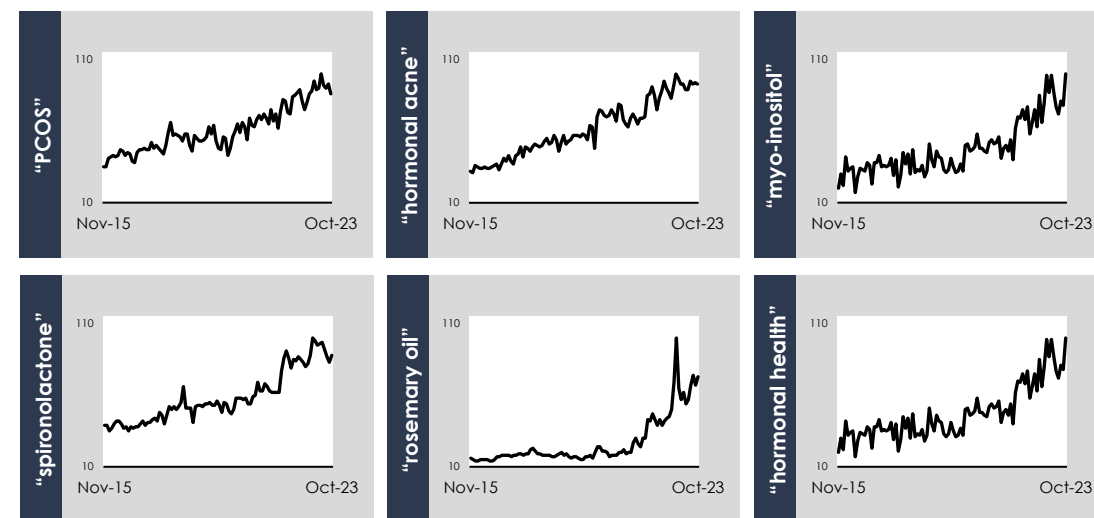 “PCOS”
110
10
Nov-15 Oct-23
“hormonal acne”
110
10
Nov-15 Oct-23
“myo-inositol”
110
10
Nov-15 Oct-23
“spironolactone”
110
10
Nov-15 Oct-23
“rosemary oil”
110
10
Nov-15 Oct-23
“hormonal health”
110
10
Nov-15 Oct-23